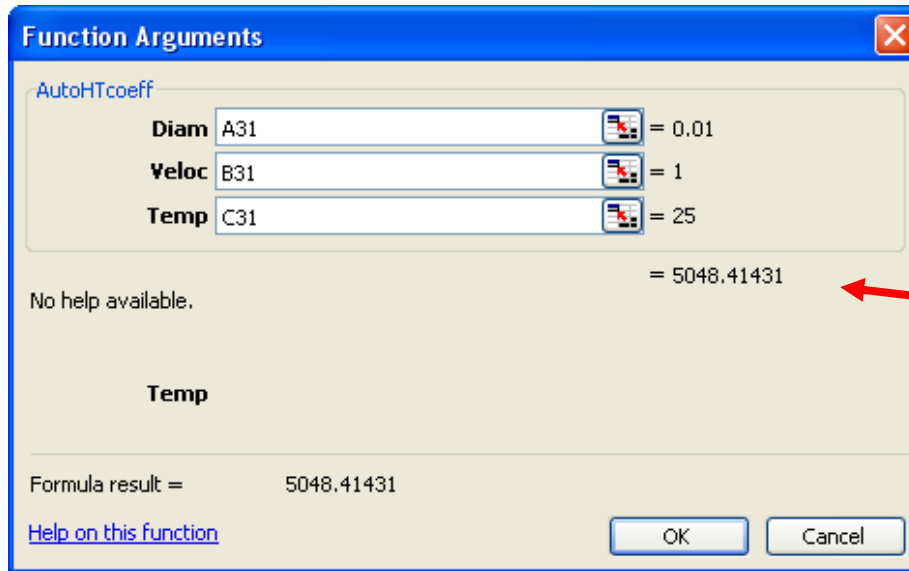 Function Arguments
AutoHTcoeff
Diam A31 = 0.01
Veloc B31 = 1
Temp C31 = 25
= 5048.41431
No help available.
Temp
Formula result = 5048.41431
Help on this function OK Cancel